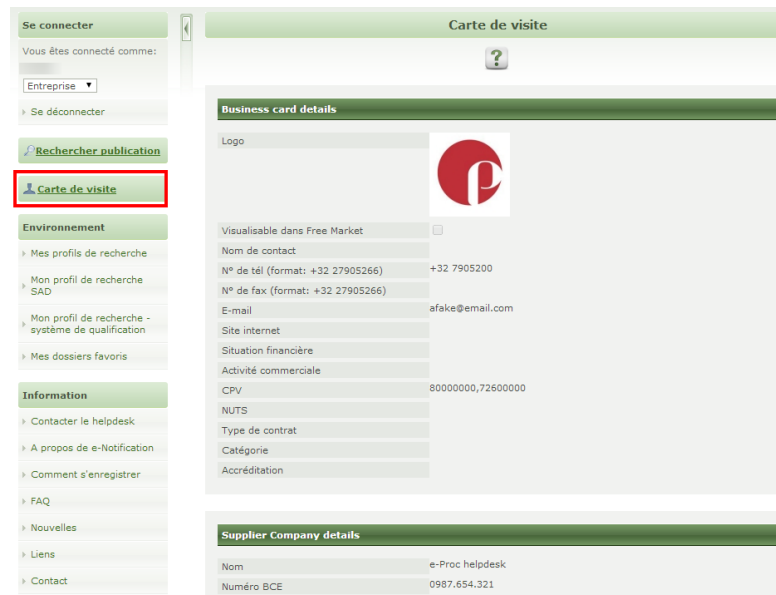 Se connecter
Vous êtes connecté comme:
Entreprise
Se déconnecter
Rechercher publication
Carte de visite
Environnement
Mes profils de recherche
Mon profil de recherche
SAD
Mon profil de recherche -
système de qualification
Mes dossiers favoris
Information
Contacter le helpdesk
A propos de e-Notification
Comment s'enregistrer
FAQ
Nouvelles
Liens
Contact
Carte de visite
?
Business card details
Logo
p
Visualisable dans Free Market
Nom de contact
N° de tél (format: +32 27905266) +32 7905200
N° de fax (format: +32 27905266)
E-mail afake@email.com
Site internet
Situation financière
Activité commerciale
CPV 80000000,72600000
NUTS
Type de contrat
Catégorie
Accréditation
Supplier Company details
Nom e-Proc helpdesk
Numéro BCE 0987.654.321